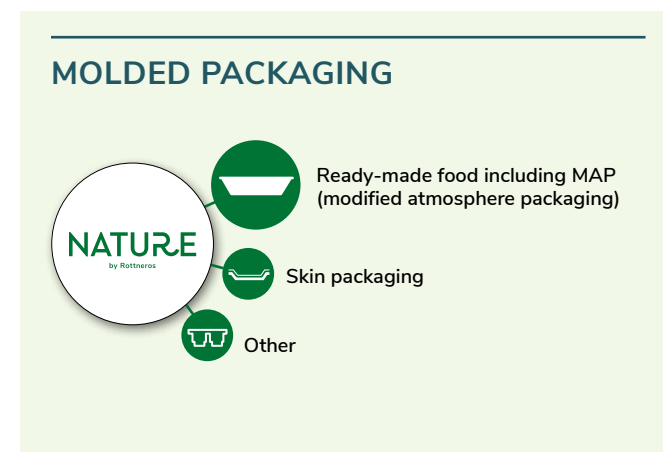 MOLDED PACKAGING
Ready-made food including MAP
(modified atmosphere packaging)
NATURE
by Rottneros
Skin packaging
Other